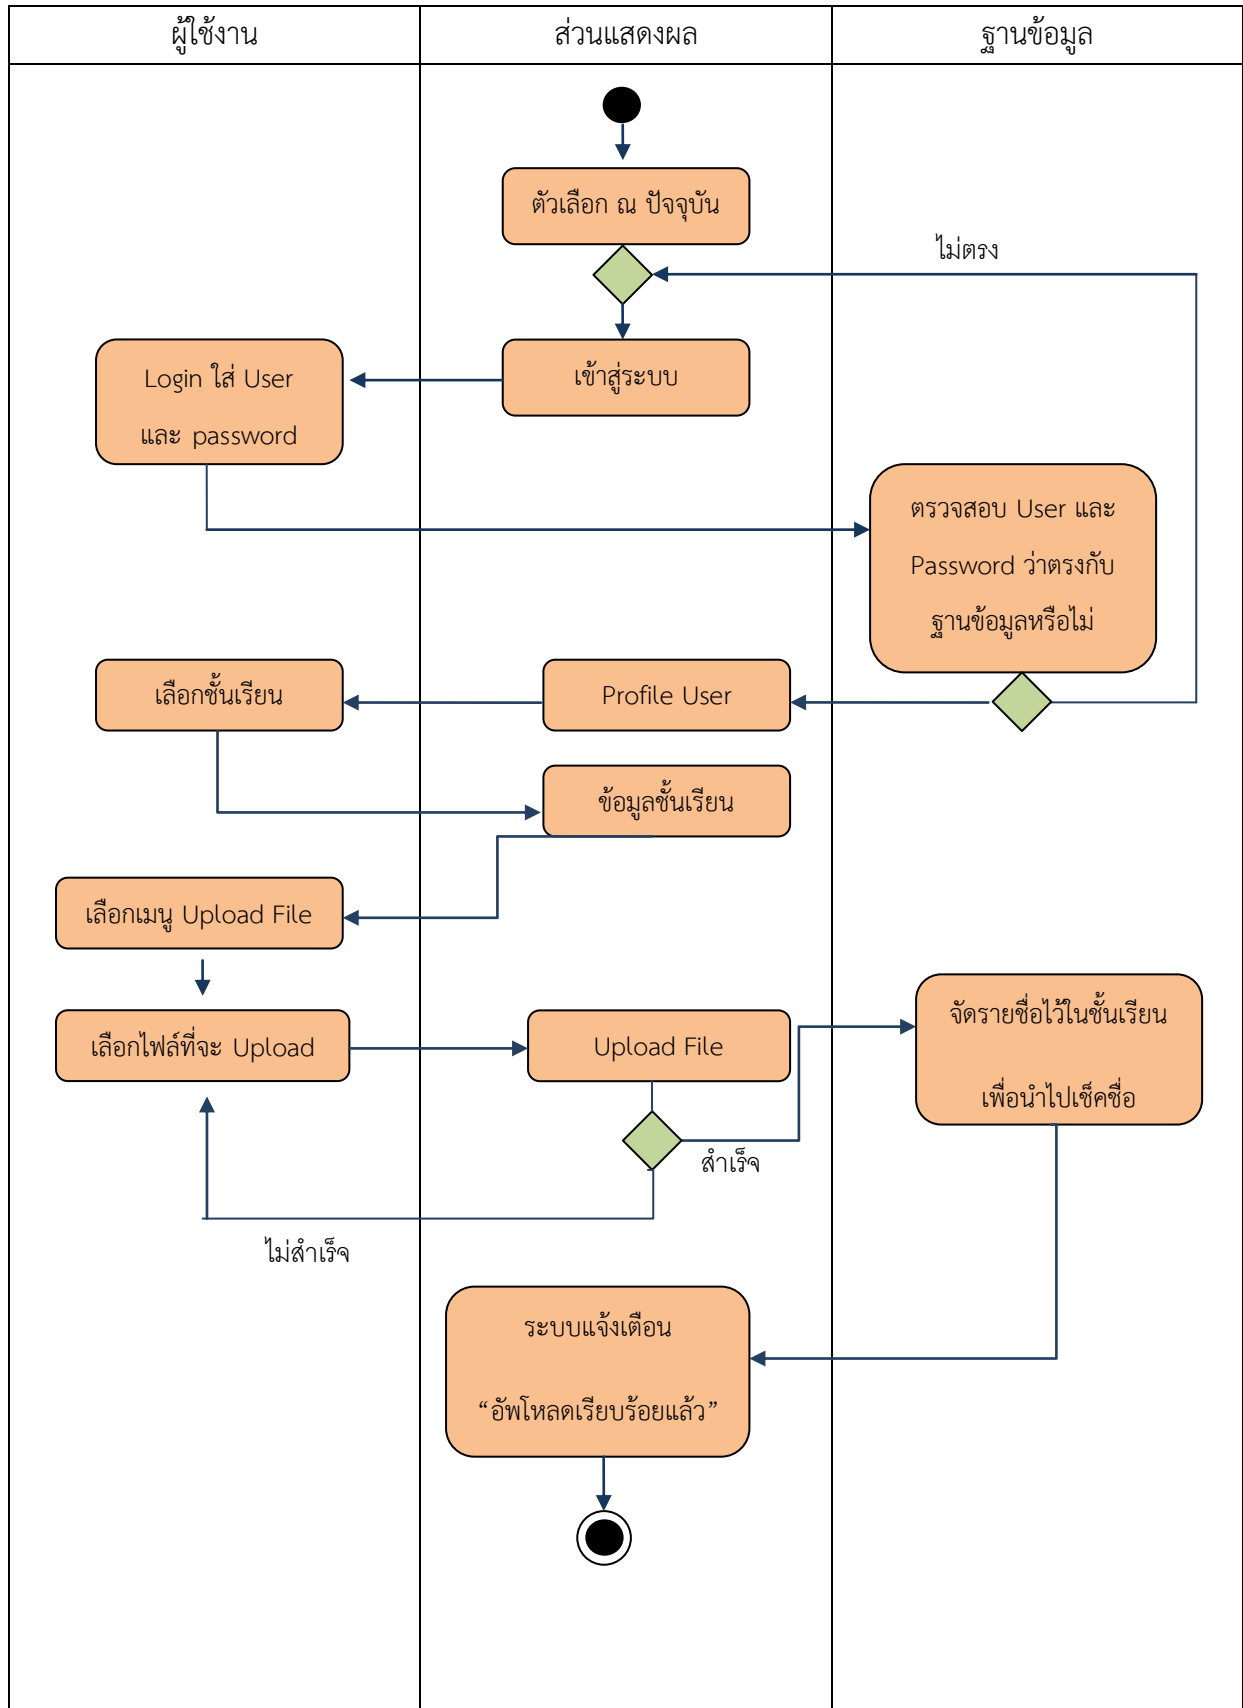 ผู้ใช้งาน
ส่วนแสดงผล
ฐานข้อมูล
ตัวเลือก ณ ปัจจุบัน
ไม่ตรง
เข้าสู่ระบบ
Login ใส่ User
และ password
ตรวจสอบ User และ
Password ว่าตรงกับ
ฐานข้อมูลหรือไม่
Profile User
เลือกชั้นเรียน
ข้อมูลชั้นเรียน
เลือกเมนู Upload File
เลือกไฟล์ที่จะ Upload
Upload File
สำเร็จ
ไม่สำเร็จ
จัดรายชื่อไว้ในชั้นเรียน
เพื่อนำไปเช็คชื่อ
ระบบแจ้งเตือน
“อัพโหลดเรียบร้อยแล้ว”